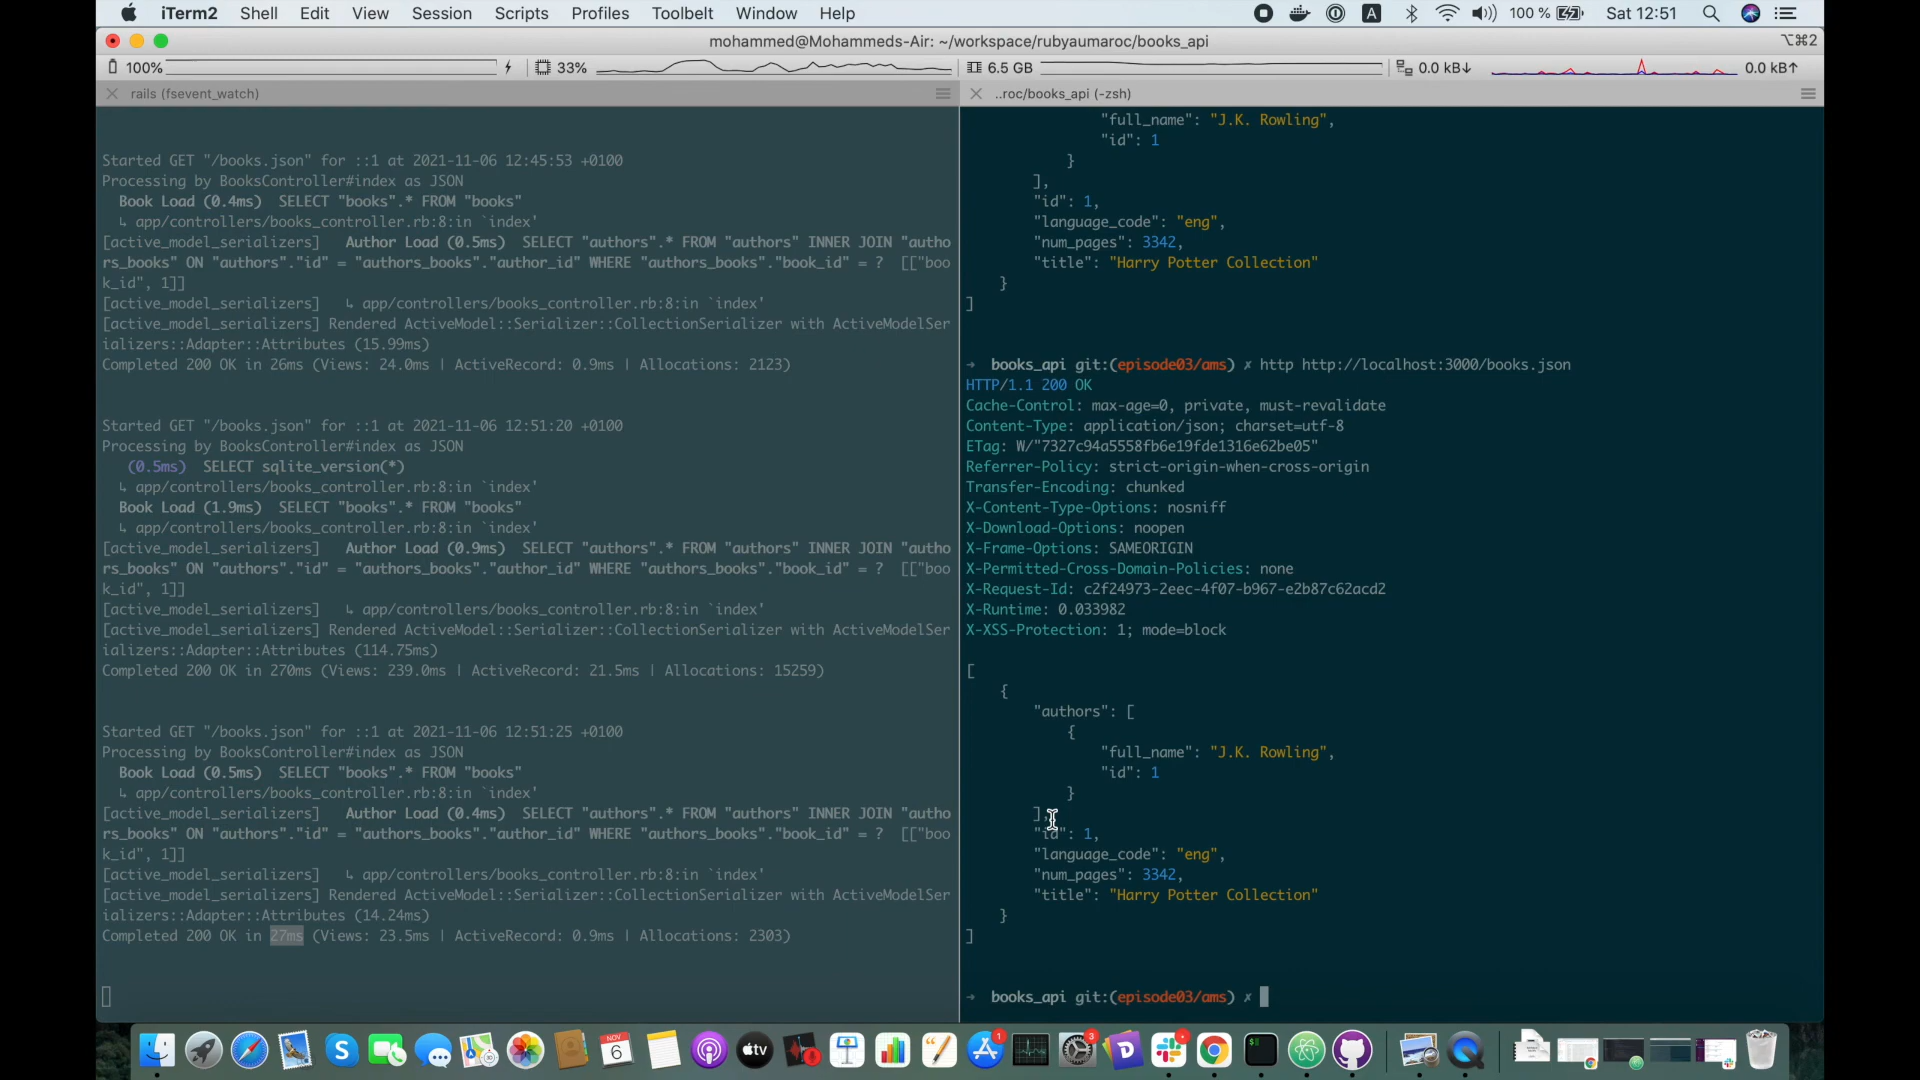 iTerm2 Shell Edit View Session Scripts Profiles Toolbelt Window Help A 100 % Sat 12:51
mohammed@Mohammeds-Air: ~/workspace/rubyaumaroc/books_api ⌥⌘2
100% 33% 6.5 GB 0.0 kB↓ 0.0 kB↑
rails (fsevent_watch)
Started GET "/books.json" for ::1 at 2021-11-06 12:45:53 +0100
Processing by BooksController#index as JSON
Book Load (0.4ms) SELECT "books".* FROM "books"
↳ app/controllers/books_controller.rb:8:in `index'
[active_model_serializers] Author Load (0.5ms) SELECT "authors".* FROM "authors" INNER JOIN "autho
rs_books" ON "authors"."id" = "authors_books"."author_id" WHERE "authors_books"."book_id" = ? [["boo
k_id", 1]]
[active_model_serializers] ↳ app/controllers/books_controller.rb:8:in `index'
[active_model_serializers] Rendered ActiveModel::Serializer::CollectionSerializer with ActiveModelSer
ializers::Adapter::Attributes (15.99ms)
Completed 200 OK in 26ms (Views: 24.0ms | ActiveRecord: 0.9ms | Allocations: 2123)
Started GET "/books.json" for ::1 at 2021-11-06 12:51:20 +0100
Processing by BooksController#index as JSON
(0.5ms) SELECT sqlite_version(*)
↳ app/controllers/books_controller.rb:8:in `index'
Book Load (1.9ms) SELECT "books".* FROM "books"
↳ app/controllers/books_controller.rb:8:in `index'
[active_model_serializers] Author Load (0.9ms) SELECT "authors".* FROM "authors" INNER JOIN "autho
rs_books" ON "authors"."id" = "authors_books"."author_id" WHERE "authors_books"."book_id" = ? [["boo
k_id", 1]]
[active_model_serializers] ↳ app/controllers/books_controller.rb:8:in `index'
[active_model_serializers] Rendered ActiveModel::Serializer::CollectionSerializer with ActiveModelSer
ializers::Adapter::Attributes (114.75ms)
Completed 200 OK in 270ms (Views: 239.0ms | ActiveRecord: 21.5ms | Allocations: 15259)
Started GET "/books.json" for ::1 at 2021-11-06 12:51:25 +0100
Processing by BooksController#index as JSON
Book Load (0.5ms) SELECT "books".* FROM "books"
↳ app/controllers/books_controller.rb:8:in `index'
[active_model_serializers] Author Load (0.4ms) SELECT "authors".* FROM "authors" INNER JOIN "autho
rs_books" ON "authors"."id" = "authors_books"."author_id" WHERE "authors_books"."book_id" = ? [["boo
k_id", 1]]
[active_model_serializers] ↳ app/controllers/books_controller.rb:8:in `index'
[active_model_serializers] Rendered ActiveModel::Serializer::CollectionSerializer with ActiveModelSer
ializers::Adapter::Attributes (14.24ms)
Completed 200 OK in 27ms (Views: 23.5ms | ActiveRecord: 0.9ms | Allocations: 2303)
..roc/books_api (-zsh)
"full_name": "J.K. Rowling",
"id": 1
}
],
"id": 1,
"language_code": "eng",
"num_pages": 3342,
"title": "Harry Potter Collection"
}
]
→ books_api git:(episode03/ams) ✗ http http://localhost:3000/books.json
HTTP/1.1 200 OK
Cache-Control: max-age=0, private, must-revalidate
Content-Type: application/json; charset=utf-8
ETag: W/"7327c94a5558fb6e19fde1316e62be05"
Referrer-Policy: strict-origin-when-cross-origin
Transfer-Encoding: chunked
X-Content-Type-Options: nosniff
X-Download-Options: noopen
X-Frame-Options: SAMEORIGIN
X-Permitted-Cross-Domain-Policies: none
X-Request-Id: c2f24973-2eec-4f07-b967-e2b87c62acd2
X-Runtime: 0.033982
X-XSS-Protection: 1; mode=block
[
{
"authors": [
{
"full_name": "J.K. Rowling",
"id": 1
}
],
"id": 1,
"language_code": "eng",
"num_pages": 3342,
"title": "Harry Potter Collection"
}
]
→ books_api git:(episode03/ams) ✗
NOV 6 tv 1 3 D